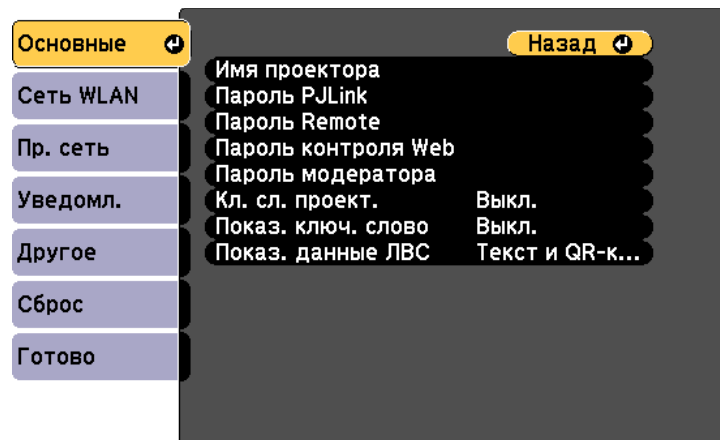 Основные
Сеть WLAN
Пр. сеть
Уведомл.
Другое
Сброс
Готово
Назад
Имя проектора
Пароль PJLink
Пароль Remote
Пароль контроля Web
Пароль модератора
Кл. сл. проект. Выкл.
Показ. ключ. слово Выкл.
Показ. данные ЛВС Текст и QR-к...